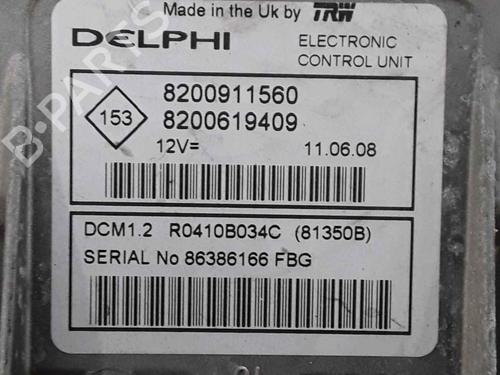 Made in the Uk by TRW
DELPHI
ELECTRONIC
CONTROL UNIT
153
8200911560
8200619409
12V= 11.06.08
DCM1.2 R0410B034C (81350B)
SERIAL No 86386166 FBG
B-PARTS